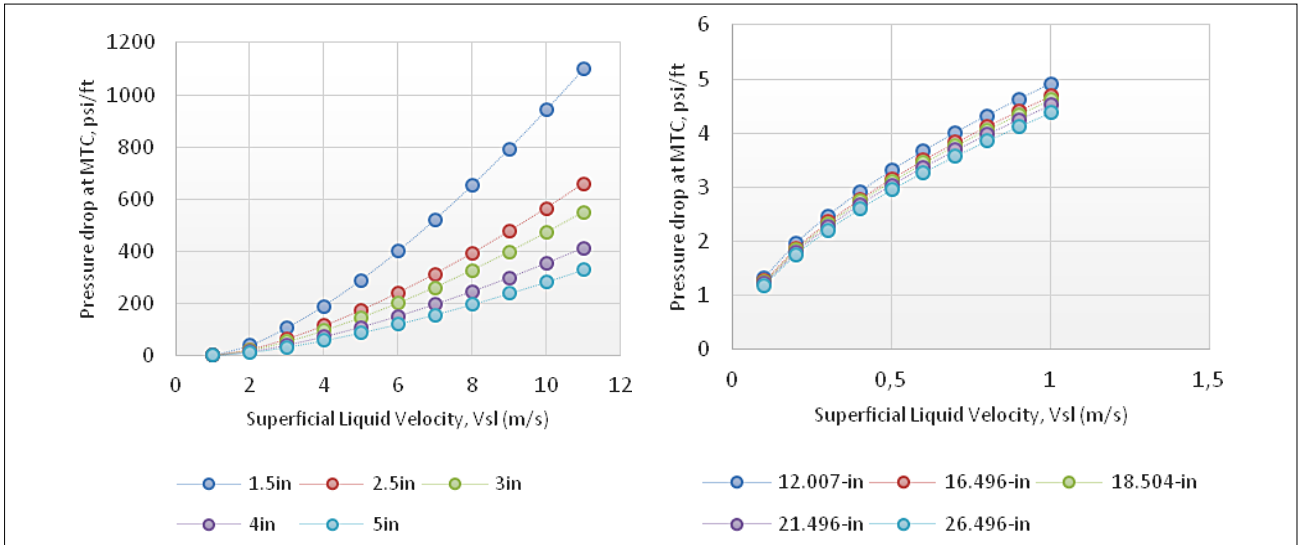 1200
1000
800
600
400
200
0
Pressure drop at MTC, psi/ft
0 2 4 6 8 10 12
Superficial Liquid Velocity, Vsl (m/s)
1.5in 2.5in 3in
4in 5in
6
5
4
3
2
1
0
Pressure drop at MTC, psi/ft
0 0,5 1 1,5
Superficial Liquid Velocity, Vsl (m/s)
12.007-in 16.496-in 18.504-in
21.496-in 26.496-in